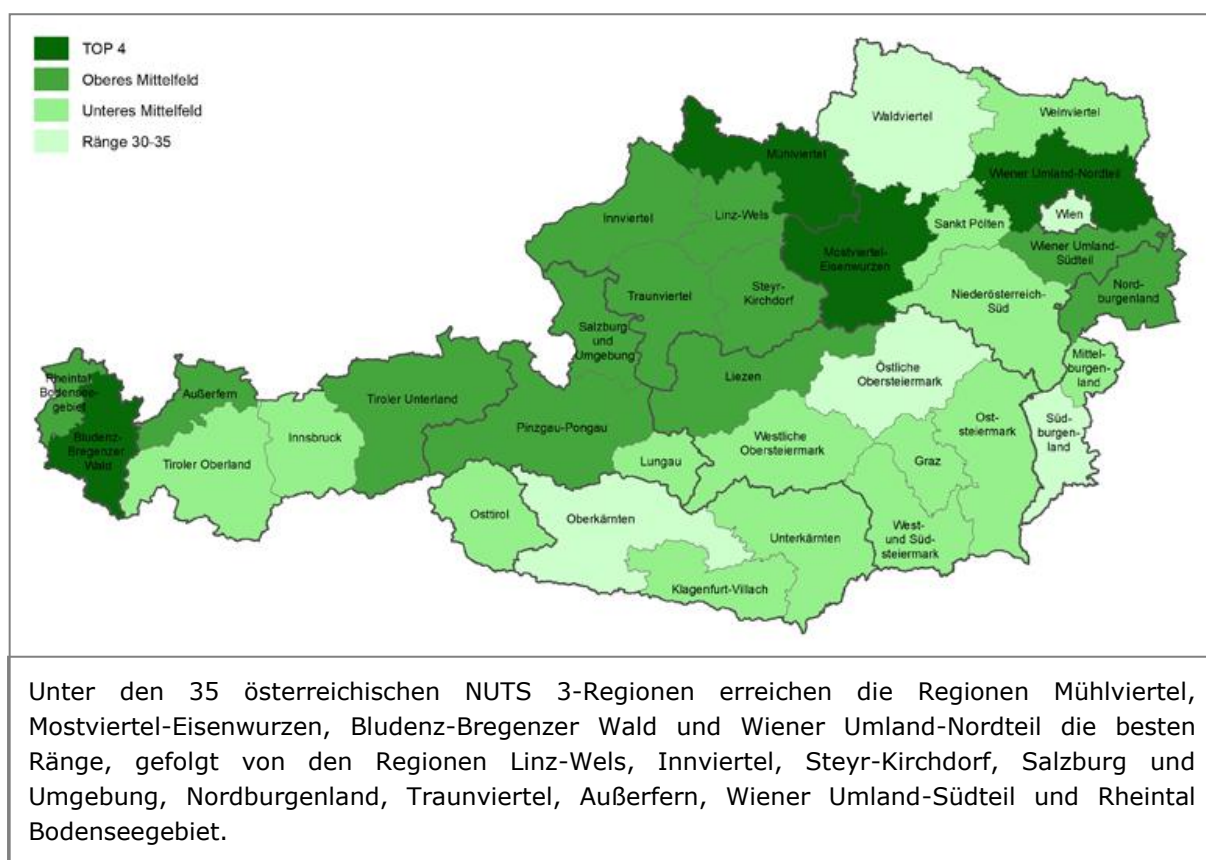 TOP 4
Oberes Mittelfeld
Unteres Mittelfeld
Ränge 30-35
Waldviertel
Weinviertel
Mühlviertel
Wiener Umland-Nordteil
Wien
Innviertel
Linz-Wels
Sankt Pölten
Mostviertel-
Eisenwurzen
Wiener Umland-
Südteil
Nord-
burgenland
Traunviertel
Steyr-
Kirchdorf
Niederösterreich-
Süd
Salzburg
und
Umgebung
Mittel-
burgen-
land
Rheintal
Bodensee-
gebiet
Außerfern
Tiroler Unterland
Liezen
Östliche
Obersteiermark
Bludenz-
Bregenzer
Wald
Innsbruck
Pinzgau-Pongau
Tiroler Oberland
Lungau
Westliche
Obersteiermark
Ost-
steiermark
Süd-
burgen-
land
Graz
Osttirol
Oberkärnten
Unterkärnten
West-
und Süd-
steiermark
Klagenfurt-Villach
Unter den 35 österreichischen NUTS 3-Regionen erreichen die Regionen Mühlviertel,
Mostviertel-Eisenwurzen, Bludenz-Bregenzer Wald und Wiener Umland-Nordteil die besten
Ränge, gefolgt von den Regionen Linz-Wels, Innviertel, Steyr-Kirchdorf, Salzburg und
Umgebung, Nordburgenland, Traunviertel, Außerfern, Wiener Umland-Südteil und Rheintal
Bodenseegebiet.